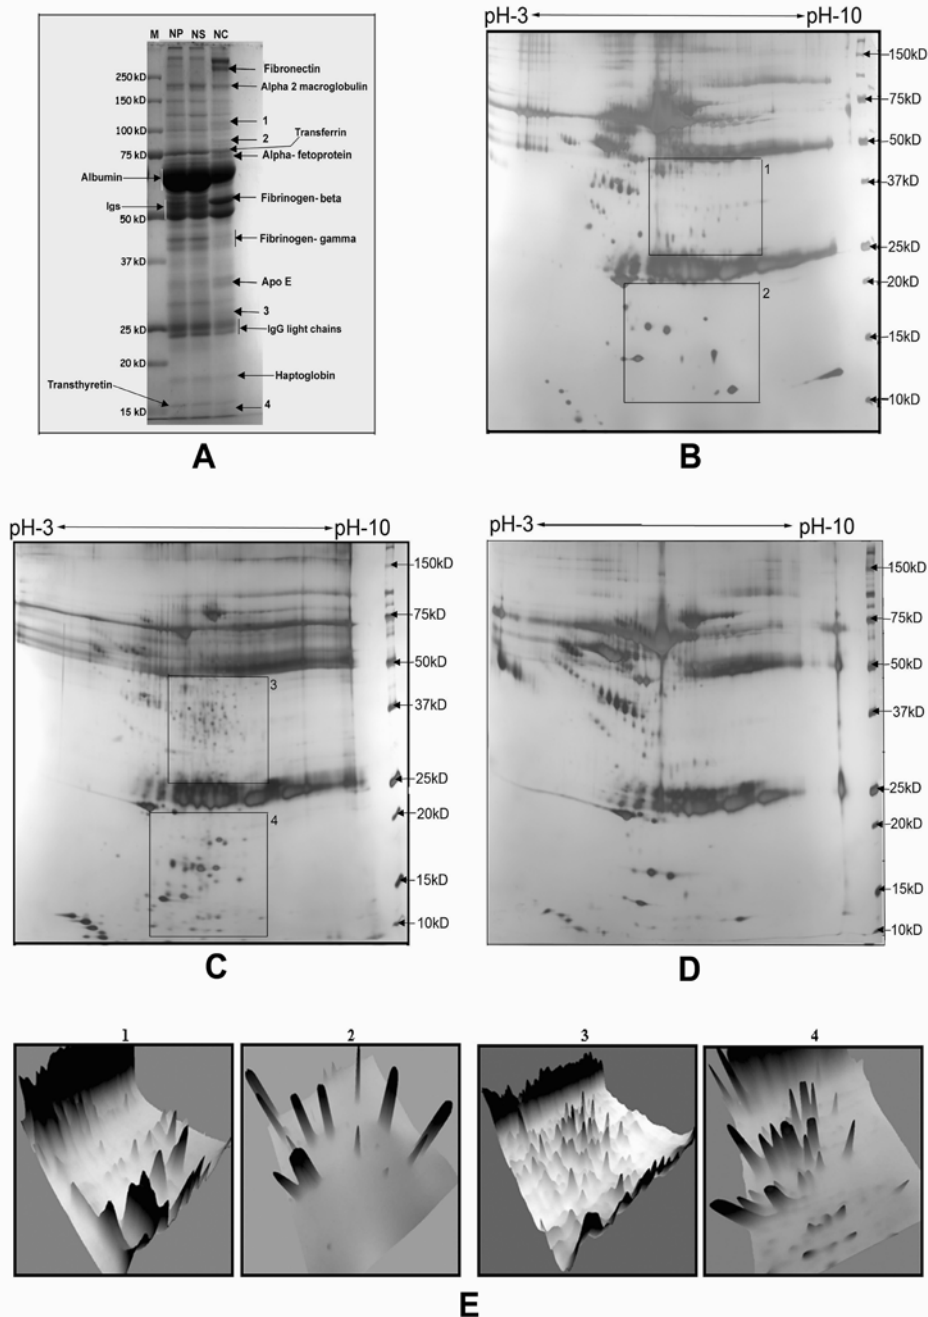 M NP NS NC
250 kD
150 kD
100 kD
75 kD
50 kD
37 kD
25 kD
20 kD
15 kD
Albumin
Igs
Transthyretin
Fibronectin
Alpha 2 macroglobulin
1
2
Transferrin
Alpha- fetoprotein
Fibrinogen- beta
Fibrinogen- gamma
Apo E
3
IgG light chains
Haptoglobin
4
A
pH-3 pH-10
150kD
75kD
50kD
37kD
25kD
20kD
15kD
10kD
1
2
B
pH-3 pH-10
150kD
75kD
50kD
37kD
25kD
20kD
15kD
10kD
3
4
C
pH-3 pH-10
150kD
75kD
50kD
37kD
25kD
20kD
15kD
10kD
D
1 2 3 4
E